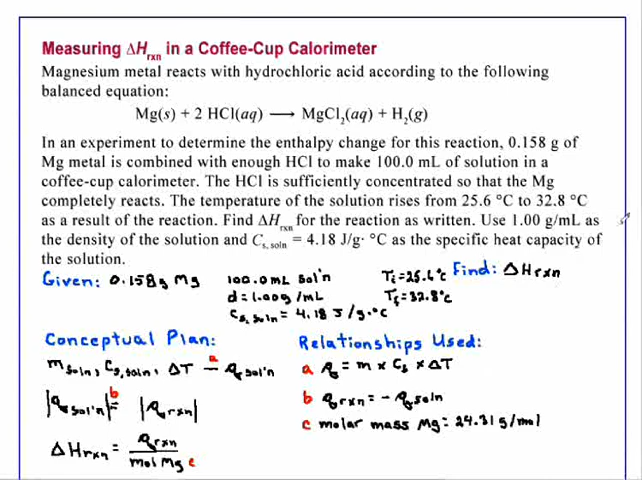 Measuring ΔHrxn in a Coffee-Cup Calorimeter
Magnesium metal reacts with hydrochloric acid according to the following
balanced equation:
Mg(s) + 2 HCl(aq) ⟶ MgCl₂(aq) + H₂(g)
In an experiment to determine the enthalpy change for this reaction, 0.158 g of
Mg metal is combined with enough HCl to make 100.0 mL of solution in a
coffee-cup calorimeter. The HCl is sufficiently concentrated so that the Mg
completely reacts. The temperature of the solution rises from 25.6 °C to 32.8 °C
as a result of the reaction. Find ΔHrxn for the reaction as written. Use 1.00 g/mL as
the density of the solution and Cs, soln = 4.18 J/g· °C as the specific heat capacity of
the solution.
Given: 0.158g Mg 100.0mL sol'n Ti=25.6°C Find: ΔHrxn
d=1.00g/mL Tf=32.8°C
Cs, soln = 4.18 J/g·°C
Conceptual Plan: Relationships Used:
msoln, Cs, soln, ΔT a — qsol'n
a q = m × Cs × ΔT
|qsol'n| b = |qrxn|
b qrxn = - qsoln
c molar mass Mg = 24.31 g/mol
ΔHrxn = qrxn / mol Mg c